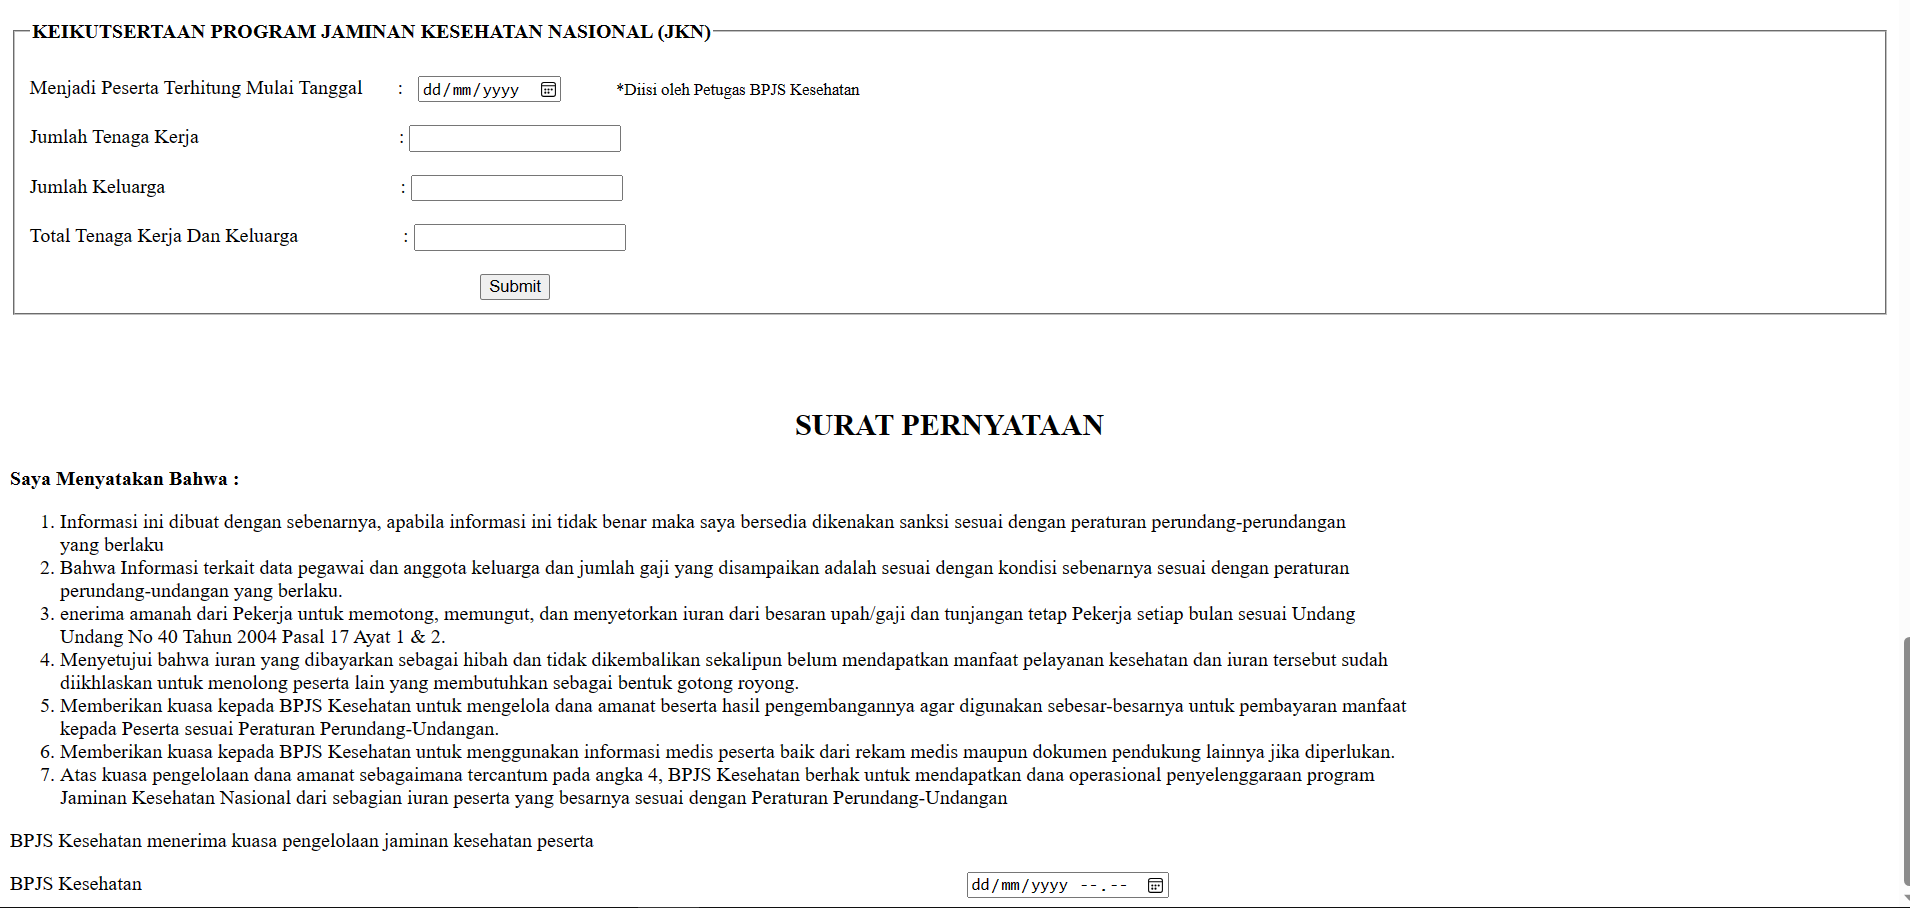 KEIKUTSERTAAN PROGRAM JAMINAN KESEHATAN NASIONAL (JKN)
Menjadi Peserta Terhitung Mulai Tanggal : dd/mm/yyyy *Diisi oleh Petugas BPJS Kesehatan
Jumlah Tenaga Kerja :
Jumlah Keluarga :
Total Tenaga Kerja Dan Keluarga :
Submit
SURAT PERNYATAAN
Saya Menyatakan Bahwa :
1. Informasi ini dibuat dengan sebenarnya, apabila informasi ini tidak benar maka saya bersedia dikenakan sanksi sesuai dengan peraturan perundang-perundangan
yang berlaku
2. Bahwa Informasi terkait data pegawai dan anggota keluarga dan jumlah gaji yang disampaikan adalah sesuai dengan kondisi sebenarnya sesuai dengan peraturan
perundang-undangan yang berlaku.
3. enerima amanah dari Pekerja untuk memotong, memungut, dan menyetorkan iuran dari besaran upah/gaji dan tunjangan tetap Pekerja setiap bulan sesuai Undang
Undang No 40 Tahun 2004 Pasal 17 Ayat 1 & 2.
4. Menyetujui bahwa iuran yang dibayarkan sebagai hibah dan tidak dikembalikan sekalipun belum mendapatkan manfaat pelayanan kesehatan dan iuran tersebut sudah
diikhlaskan untuk menolong peserta lain yang membutuhkan sebagai bentuk gotong royong.
5. Memberikan kuasa kepada BPJS Kesehatan untuk mengelola dana amanat beserta hasil pengembangannya agar digunakan sebesar-besarnya untuk pembayaran manfaat
kepada Peserta sesuai Peraturan Perundang-Undangan.
6. Memberikan kuasa kepada BPJS Kesehatan untuk menggunakan informasi medis peserta baik dari rekam medis maupun dokumen pendukung lainnya jika diperlukan.
7. Atas kuasa pengelolaan dana amanat sebagaimana tercantum pada angka 4, BPJS Kesehatan berhak untuk mendapatkan dana operasional penyelenggaraan program
Jaminan Kesehatan Nasional dari sebagian iuran peserta yang besarnya sesuai dengan Peraturan Perundang-Undangan
BPJS Kesehatan menerima kuasa pengelolaan jaminan kesehatan peserta
BPJS Kesehatan dd/mm/yyyy --.--